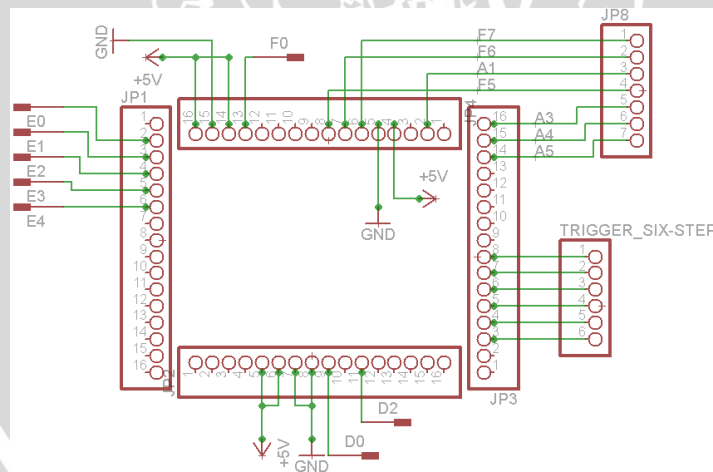 JP8
GND
F0
F7
F6
A1
F5
1
2
3
4
5
6
7
+5V
JP1
JP4
16
15
14
13
12
11
10
9
8
7
6
5
4
3
2
1
E0
E1
E2
E3
E4
1
2
3
4
5
6
7
8
9
10
11
12
13
14
15
16
16
15
14
13
12
11
10
9
8
7
6
5
4
3
2
1
A3
A4
A5
+5V
GND
TRIGGER_SIX-STEP
1
2
3
4
5
6
JP2
1
2
3
4
5
6
7
8
9
10
11
12
13
14
15
16
JP3
D2
D0
+5V
GND